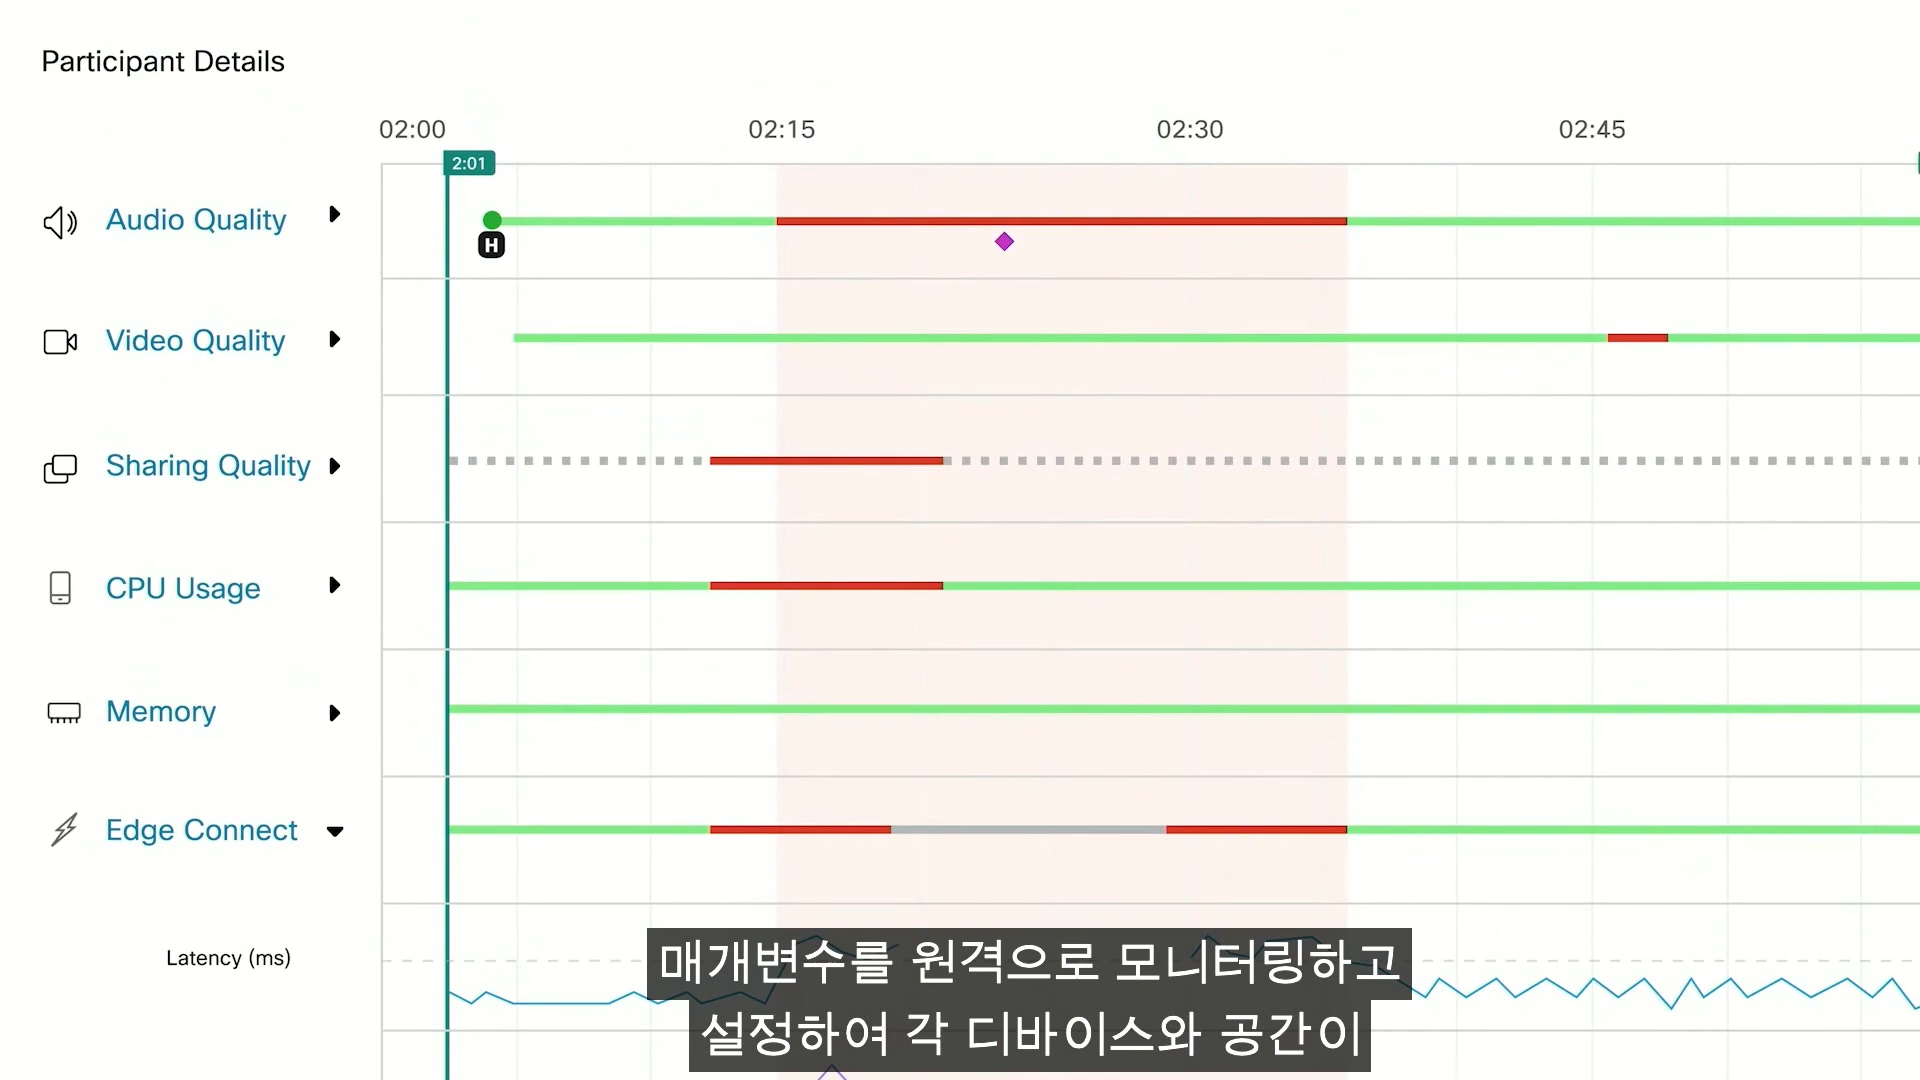 Participant Details
02:00
02:15
02:30
02:45
2:01
Audio Quality
H
Video Quality
Sharing Quality
CPU Usage
Memory
Edge Connect
Latency (ms)
매개변수를 원격으로 모니터링하고
설정하여 각 디바이스와 공간이